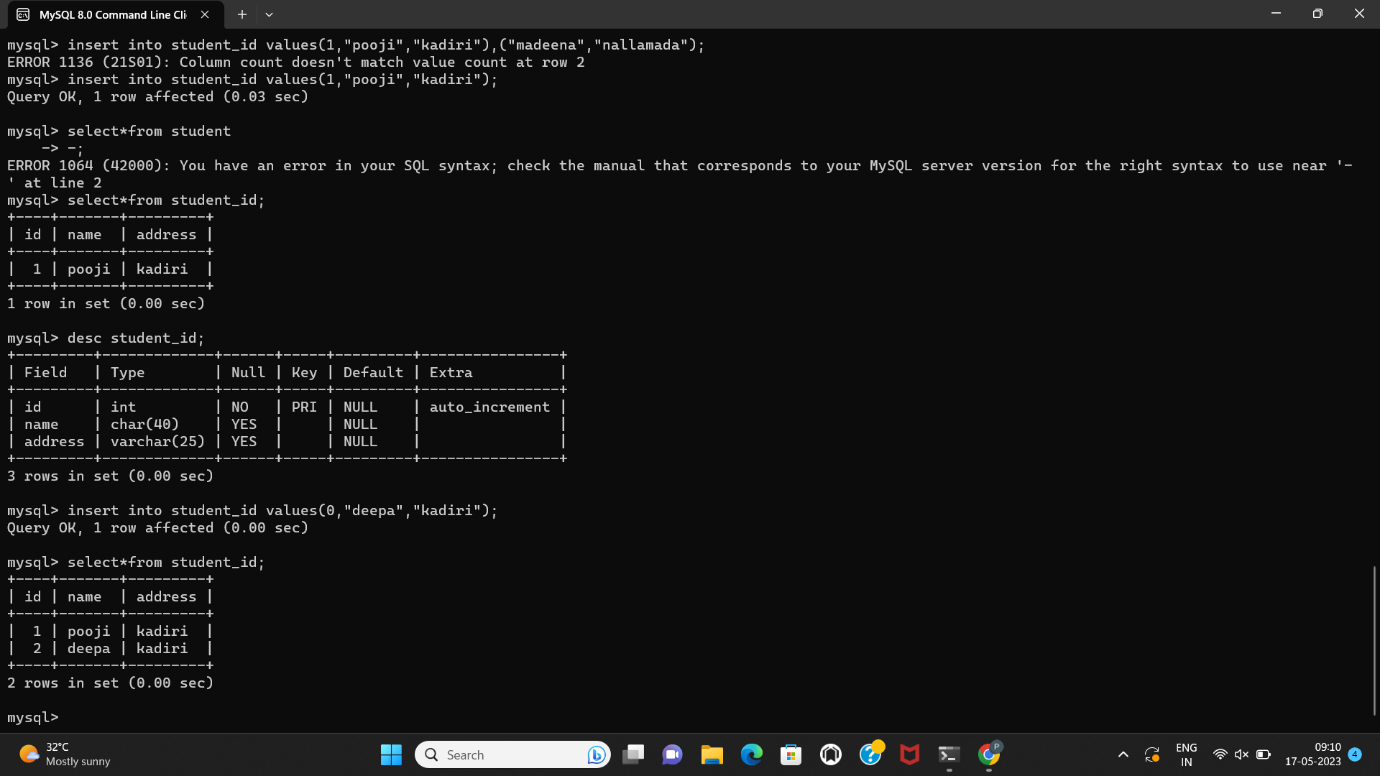 MySQL 8.0 Command Line Cli
mysql> insert into student_id values(1,"pooji","kadiri"),("madeena","nallamada");
ERROR 1136 (21S01): Column count doesn't match value count at row 2
mysql> insert into student_id values(1,"pooji","kadiri");
Query OK, 1 row affected (0.03 sec)
mysql> select*from student
    -> -;
ERROR 1064 (42000): You have an error in your SQL syntax; check the manual that corresponds to your MySQL server version for the right syntax to use near '-
' at line 2
mysql> select*from student_id;
+----+-------+---------+
| id | name  | address |
+----+-------+---------+
|  1 | pooji | kadiri  |
+----+-------+---------+
1 row in set (0.00 sec)
mysql> desc student_id;
+---------+-------------+------+-----+---------+----------------+
| Field   | Type        | Null | Key | Default | Extra          |
+---------+-------------+------+-----+---------+----------------+
| id      | int         | NO   | PRI | NULL    | auto_increment |
| name    | char(40)    | YES  |     | NULL    |                |
| address | varchar(25) | YES  |     | NULL    |                |
+---------+-------------+------+-----+---------+----------------+
3 rows in set (0.00 sec)
mysql> insert into student_id values(0,"deepa","kadiri");
Query OK, 1 row affected (0.00 sec)
mysql> select*from student_id;
+----+-------+---------+
| id | name  | address |
+----+-------+---------+
|  1 | pooji | kadiri  |
|  2 | deepa | kadiri  |
+----+-------+---------+
2 rows in set (0.00 sec)
mysql>
32°C
Mostly sunny
Search
P
ENG
IN
09:10
17-05-2023
4